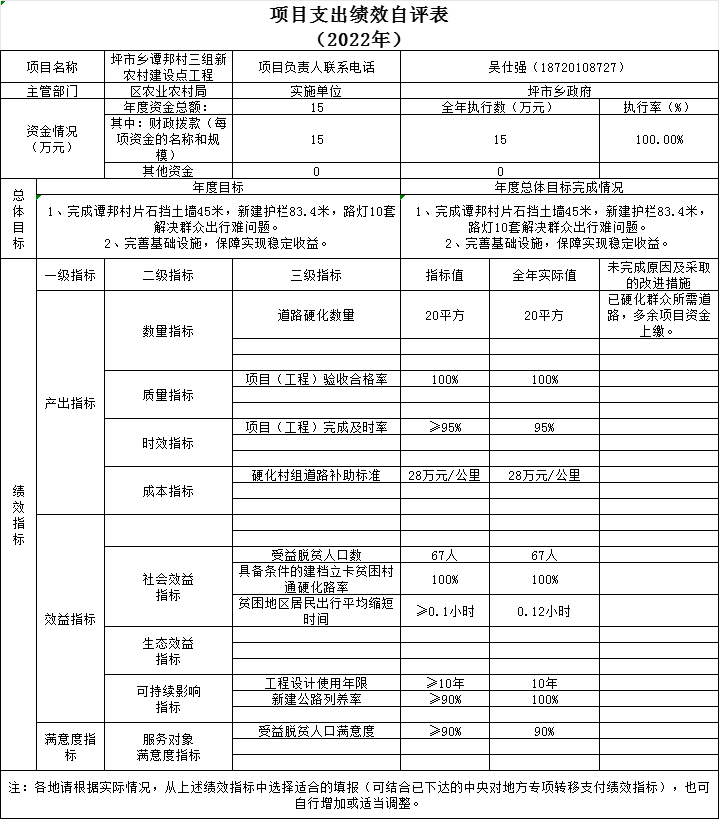 项目支出绩效自评表
（2022年）
项目名称
坪市乡谭邦村三组新
农村建设点工程
项目负责人联系电话
吴仕强（18720108727）
主管部门
区农业农村局
实施单位
坪市乡政府
资金情况
（万元）
年度资金总额：
15
全年执行数（万元）
执行率（%）
其中：财政拨款（每
项资金的名称和规
模）
15
15
100.00%
其他资金
0
0
总
体
目
标
年度目标
年度总体目标完成情况
1、完成谭邦村片石挡土墙45米，新建护栏83.4米，路灯10套
解决群众出行难问题。
2、完善基础设施，保障实现稳定收益。
1、完成谭邦村片石挡土墙45米，新建护栏83.4米，
路灯10套解决群众出行难问题。
2、完善基础设施，保障实现稳定收益。
绩
效
指
标
一级指标
二级指标
三级指标
指标值
全年实际值
未完成原因及采取
的改进措施
产出指标
数量指标
道路硬化数量
20平方
20平方
已硬化群众所需道
路，多余项目资金
上缴。
质量指标
项目（工程）验收合格率
100%
100%
时效指标
项目（工程）完成及时率
≥95%
95%
成本指标
硬化村组道路补助标准
28万元/公里
28万元/公里
效益指标
社会效益
指标
受益脱贫人口数
67人
67人
具备条件的建档立卡贫困村
通硬化路率
100%
100%
贫困地区居民出行平均缩短
时间
≥0.1小时
0.12小时
生态效益
指标
可持续影响
指标
工程设计使用年限
≥10年
10年
新建公路列养率
≥90%
100%
满意度指
标
服务对象
满意度指标
受益脱贫人口满意度
≥90%
90%
注：各地请根据实际情况，从上述绩效指标中选择适合的填报（可结合已下达的中央对地方专项转移支付绩效指标），也可
自行增加或适当调整。